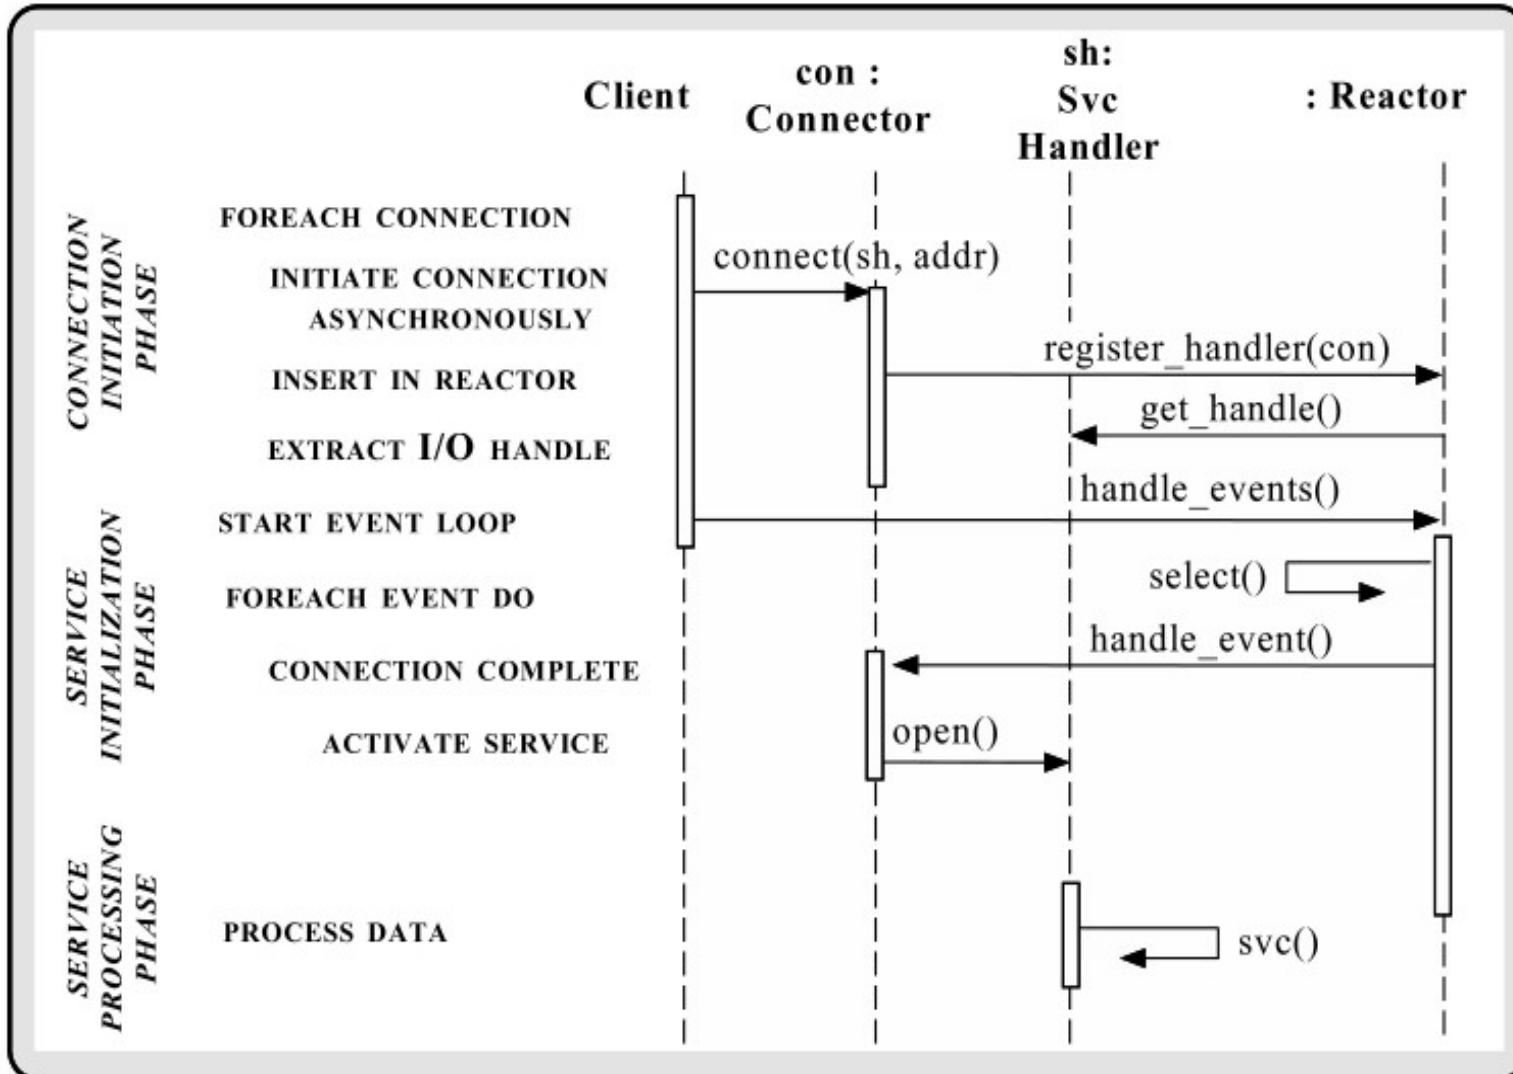 Client
con :
Connector
sh:
Svc
Handler
: Reactor
CONNECTION
INITIATION
PHASE
FOREACH CONNECTION
INITIATE CONNECTION
ASYNCHRONOUSLY
connect(sh, addr)
INSERT IN REACTOR
register_handler(con)
EXTRACT I/O HANDLE
get_handle()
SERVICE
INITIALIZATION
PHASE
START EVENT LOOP
handle_events()
FOREACH EVENT DO
select()
CONNECTION COMPLETE
handle_event()
ACTIVATE SERVICE
open()
SERVICE
PROCESSING
PHASE
PROCESS DATA
svc()